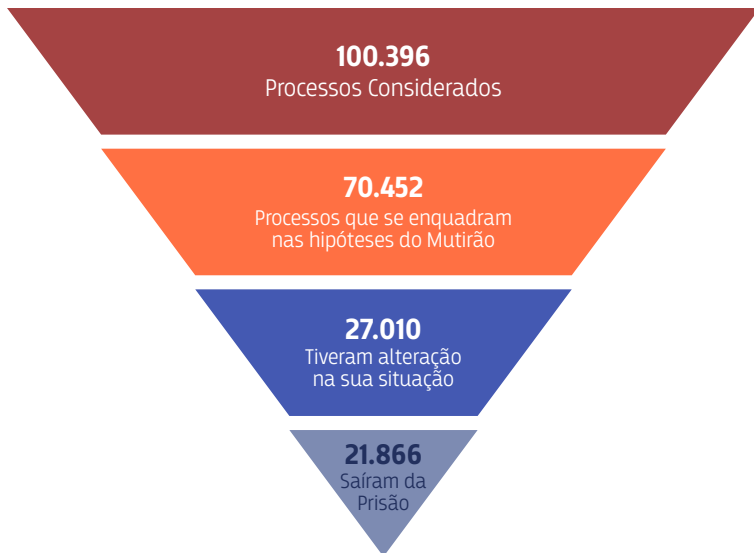 100.396
Processos Considerados
70.452
Processos que se enquadram
nas hipóteses do Mutirão
27.010
Tiveram alteração
na sua situação
21.866
Saíram da
Prisão